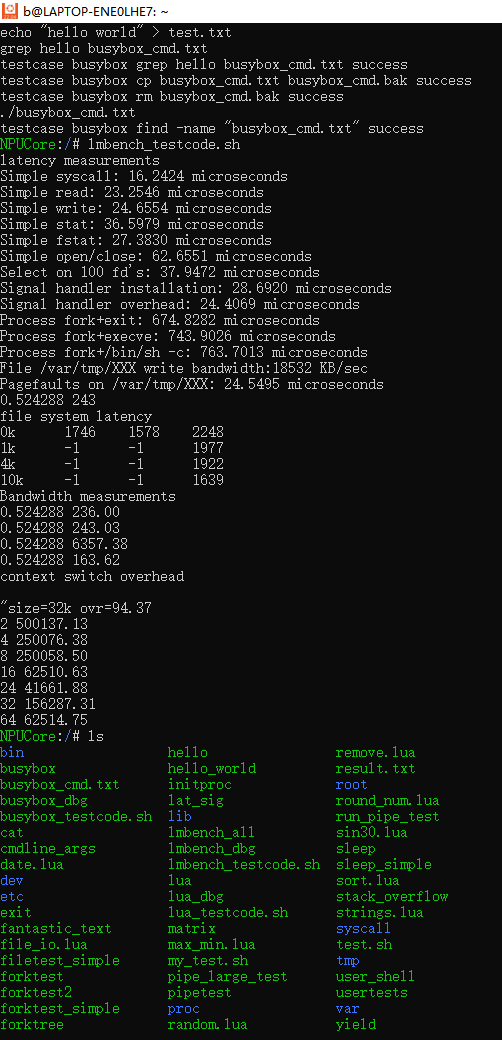 b@LAPTOP-ENE0LHE7: ~
echo "hello world" > test.txt
grep hello busybox_cmd.txt
testcase busybox grep hello busybox_cmd.txt success
testcase busybox cp busybox_cmd.txt busybox_cmd.bak success
testcase busybox rm busybox_cmd.bak success
./busybox_cmd.txt
testcase busybox find -name "busybox_cmd.txt" success
NPUCore:/# lmbench_testcode.sh
latency measurements
Simple syscall: 16.2424 microseconds
Simple read: 23.2546 microseconds
Simple write: 24.6554 microseconds
Simple stat: 36.5979 microseconds
Simple fstat: 27.3830 microseconds
Simple open/close: 62.6551 microseconds
Select on 100 fd's: 37.9472 microseconds
Signal handler installation: 28.6920 microseconds
Signal handler overhead: 24.4069 microseconds
Process fork+exit: 674.8282 microseconds
Process fork+execve: 743.9026 microseconds
Process fork+/bin/sh -c: 763.7013 microseconds
File /var/tmp/XXX write bandwidth:18532 KB/sec
Pagefaults on /var/tmp/XXX: 24.5495 microseconds
0.524288 243
file system latency
0k 1746 1578 2248
1k -1 -1 1977
4k -1 -1 1922
10k -1 -1 1639
Bandwidth measurements
0.524288 236.00
0.524288 243.03
0.524288 6357.38
0.524288 163.62
context switch overhead
"size=32k ovr=94.37
2 500137.13
4 250076.38
8 250058.50
16 62510.63
24 41661.88
32 156287.31
64 62514.75
NPUCore:/# ls
bin hello remove.lua
busybox hello_world result.txt
busybox_cmd.txt initproc root
busybox_dbg lat_sig round_num.lua
busybox_testcode.sh lib run_pipe_test
cat lmbench_all sin30.lua
cmdline_args lmbench_dbg sleep
date.lua lmbench_testcode.sh sleep_simple
dev lua sort.lua
etc lua_dbg stack_overflow
exit lua_testcode.sh strings.lua
fantastic_text matrix syscall
file_io.lua max_min.lua test.sh
filetest_simple my_test.sh tmp
forktest pipe_large_test user_shell
forktest2 pipetest usertests
forktest_simple proc var
forktree random.lua yield